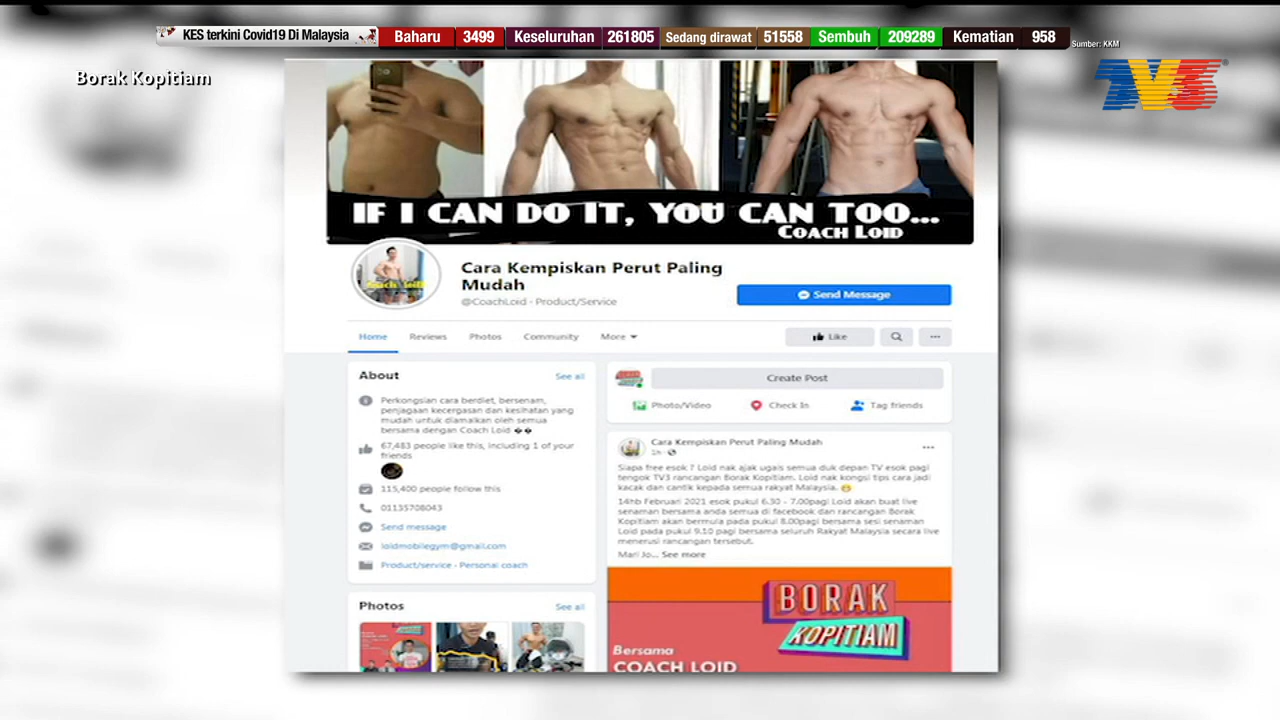 KES terkini Covid19 Di Malaysia Baharu 3499 Keseluruhan 261805 Sedang dirawat 51558 Sembuh 209289 Kematian 958
Sumber: KKM
Borak Kopitiam
TV3
IF I CAN DO IT, YOU CAN TOO...
COACH LOID
Cara Kempiskan Perut Paling
Mudah
@CoachLoid · Product/Service
Send Message
Home Reviews Photos Community More
Like
About See all
Perkongsian cara berdiet, bersenam,
penjagaan kecergasan dan kesihatan yang
mudah untuk diamalkan oleh semua
bersama dengan Coach Loid
67,483 people like this, including 1 of your
friends
115,400 people follow this
01135708043
Send message
loidmobilegym@gmail.com
Product/service · Personal coach
Photos See all
Create Post
Photo/Video Check In Tag friends
Cara Kempiskan Perut Paling Mudah
1h
Siapa free esok ? Loid nak ajak ugais semua duk depan TV esok pagi
tengok TV3 rancangan Borak Kopitiam. Loid nak kongsi tips cara jadi
kacak dan cantik kepada semua rakyat Malaysia.
14hb Februari 2021 esok pukul 6.30 - 7.00pagi Loid akan buat live
senaman bersama anda semua di facebook dan rancangan Borak
Kopitiam akan bermula pada pukul 8.00pagi bersama sesi senaman
Loid pada pukul 9.10 pagi bersama seluruh Rakyat Malaysia secara live
menerusi rancangan tersebut.
Mari Jo... See more
BORAK
KOPITIAM
Bersama
COACH LOID